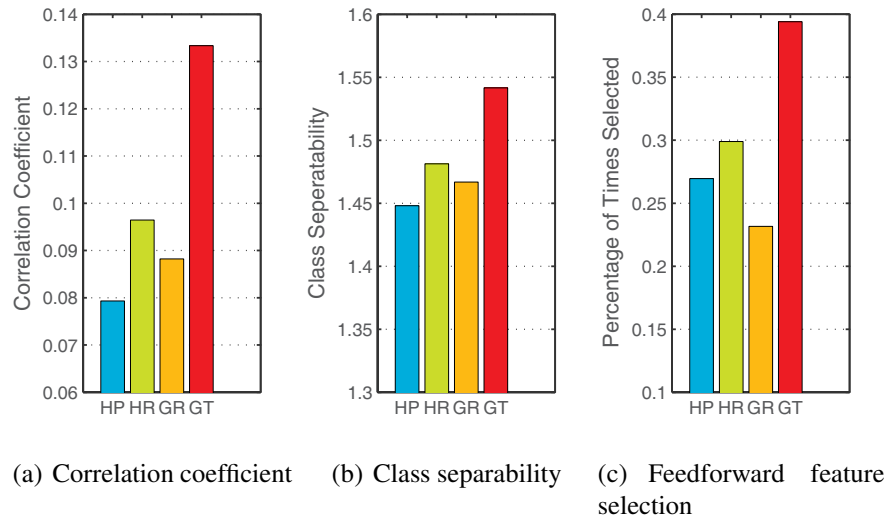 0.14
0.13
0.12
0.11
0.1
0.09
0.08
0.07
0.06
Correlation Coefficient
HP HR GR GT
1.6
1.55
1.5
1.45
1.4
1.35
1.3
Class Seperatability
HP HR GR GT
0.4
0.35
0.3
0.25
0.2
0.15
0.1
Percentage of Times Selected
HP HR GR GT
(a) Correlation coefficient
(b) Class separability
(c) Feedforward feature
selection